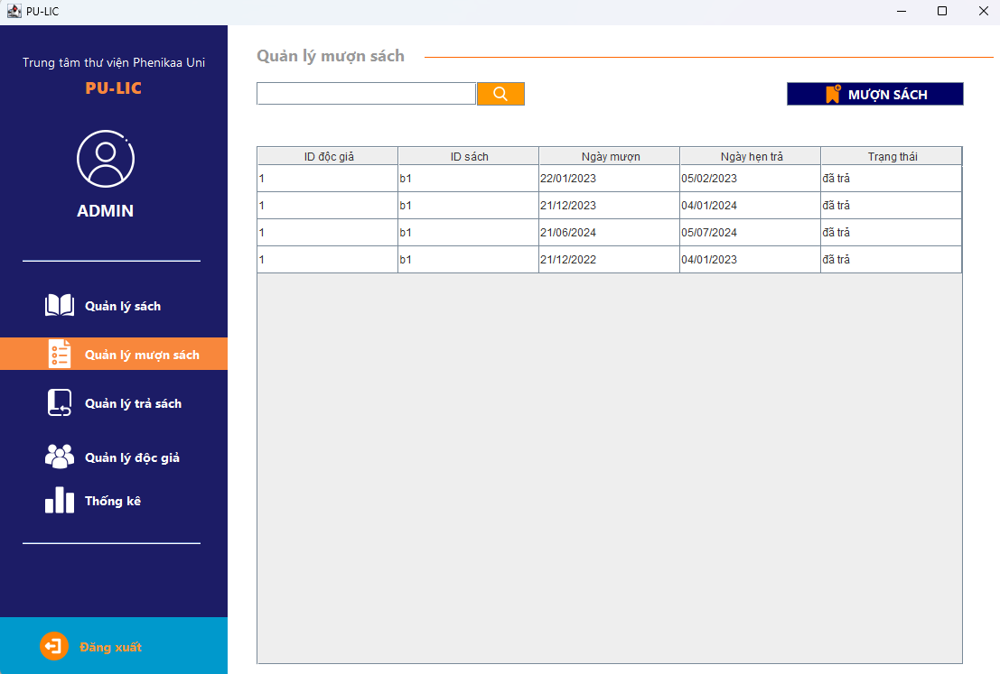 PU-LIC
Trung tâm thư viện Phenikaa Uni
PU-LIC
ADMIN
Quản lý sách
Quản lý mượn sách
Quản lý trả sách
Quản lý độc giả
Thống kê
Đăng xuất
Quản lý mượn sách
MƯỢN SÁCH
ID độc giả ID sách Ngày mượn Ngày hẹn trả Trạng thái
1 b1 22/01/2023 05/02/2023 đã trả
1 b1 21/12/2023 04/01/2024 đã trả
1 b1 21/06/2024 05/07/2024 đã trả
1 b1 21/12/2022 04/01/2023 đã trả